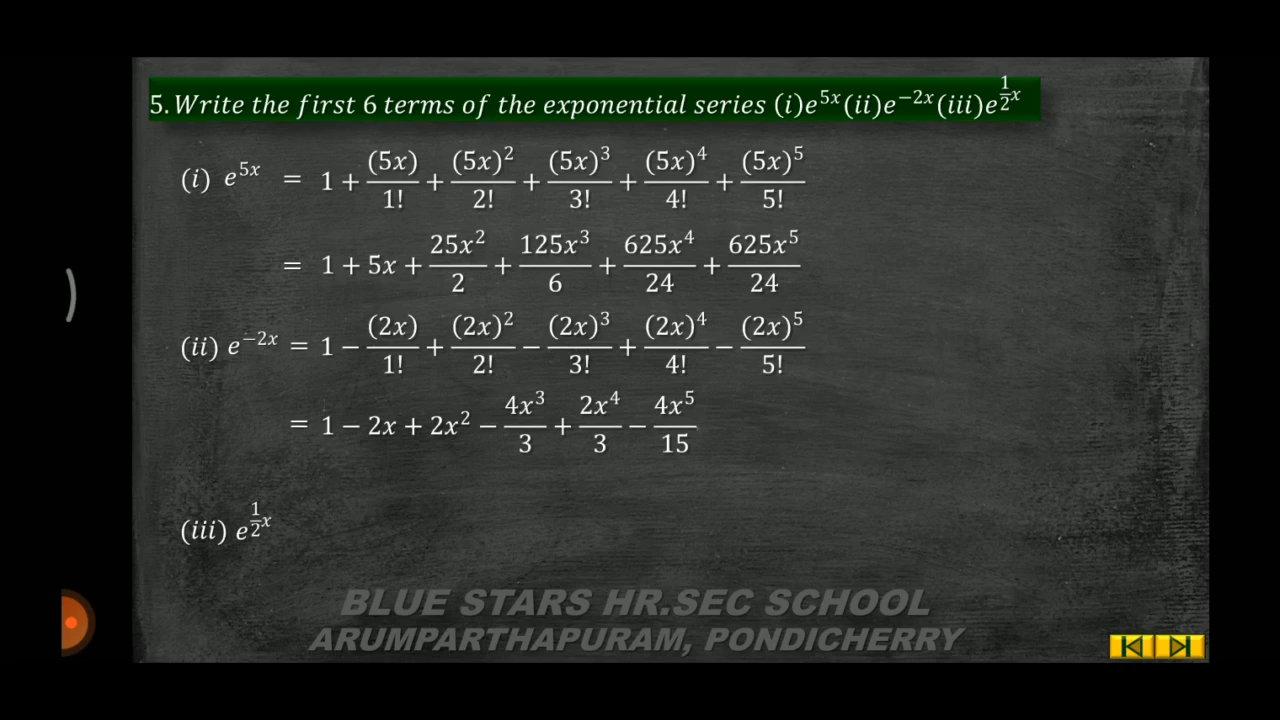 5. Write the first 6 terms of the exponential series (i)e^{5x}(ii)e^{−2x}(iii)e^{\frac{1}{2}x}
(i) e^{5x} = 1 + \frac{(5x)}{1!} + \frac{(5x)^2}{2!} + \frac{(5x)^3}{3!} + \frac{(5x)^4}{4!} + \frac{(5x)^5}{5!}
= 1 + 5x + \frac{25x^2}{2} + \frac{125x^3}{6} + \frac{625x^4}{24} + \frac{625x^5}{24}
(ii) e^{−2x} = 1 − \frac{(2x)}{1!} + \frac{(2x)^2}{2!} − \frac{(2x)^3}{3!} + \frac{(2x)^4}{4!} − \frac{(2x)^5}{5!}
= 1 − 2x + 2x^2 − \frac{4x^3}{3} + \frac{2x^4}{3} − \frac{4x^5}{15}
(iii) e^{\frac{1}{2}x}
BLUE STARS HR.SEC SCHOOL
ARUMPARTHAPURAM, PONDICHERRY